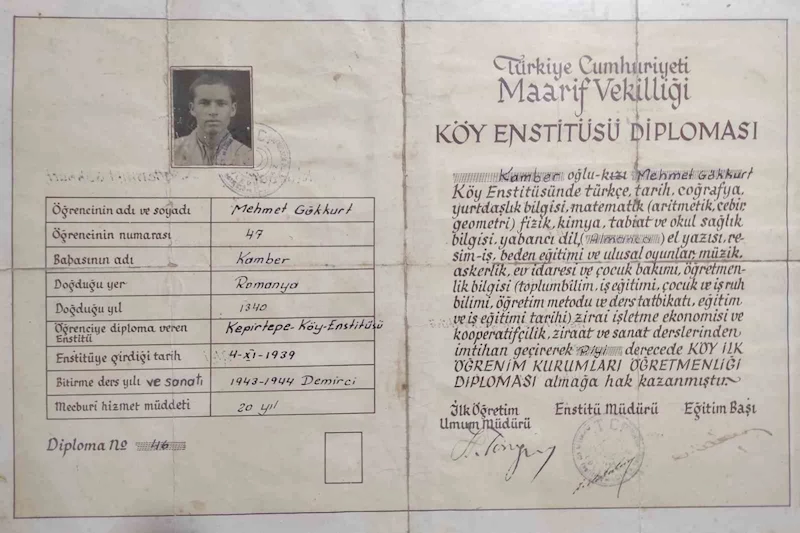 Öğrencinin adı ve soyadı Mehmet Gökkurt
Öğrencinin numarası 47
Babasının adı Kamber
Doğduğu yer Romanya
Doğduğu yıl 1340
Öğrenciye diploma veren Enstitü Kepirtepe-Köy-Enstitüsü
Enstitüye girdiği tarih 4-XI-1939
Bitirme ders yılı ve sanatı 1943-1944 Demirci
Mecburi hizmet müddeti 20 yıl
Diploma No 46
Türkiye Cumhuriyeti
Maarif Vekilliği
KÖY ENSTİTÜSÜ DİPLOMASI
Kamber oğlu-kızı Mehmet Gökkurt
Köy Enstitüsünde türkçe, tarih, coğrafya,
yurtdaşlık bilgisi, matematik (aritmetik, cebir,
geometri) fizik, kimya, tabiat ve okul sağlık
bilgisi, yabancı dil, (Almanca) el yazısı, re-
sim-iş, beden eğitimi ve ulusal oyunlar, müzik,
askerlik, ev idaresi ve çocuk bakımı, öğretmen-
lik bilgisi (toplumbilim, iş eğitimi, çocuk ve iş ruh
bilimi, öğretim metodu ve ders tatbikatı, eğitim
ve iş eğitimi tarihi) zirai işletme ekonomisi ve
kooperatifçilik, ziraat ve sanat derslerinden
imtihan geçirerek derecede KÖY İLK
ÖĞRENİM KURUMLARI ÖĞRETMENLİĞİ
DİPLOMASI almağa hak kazanmıştır.
İlk Öğretim Umum Müdürü
Enstitü Müdürü
Eğitim Başı
T.C.